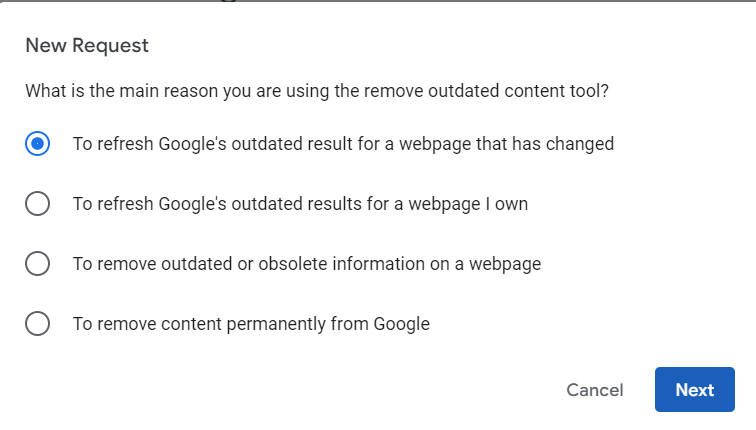 New Request
What is the main reason you are using the remove outdated content tool?
To refresh Google's outdated result for a webpage that has changed
To refresh Google's outdated results for a webpage I own
To remove outdated or obsolete information on a webpage
To remove content permanently from Google
Cancel Next